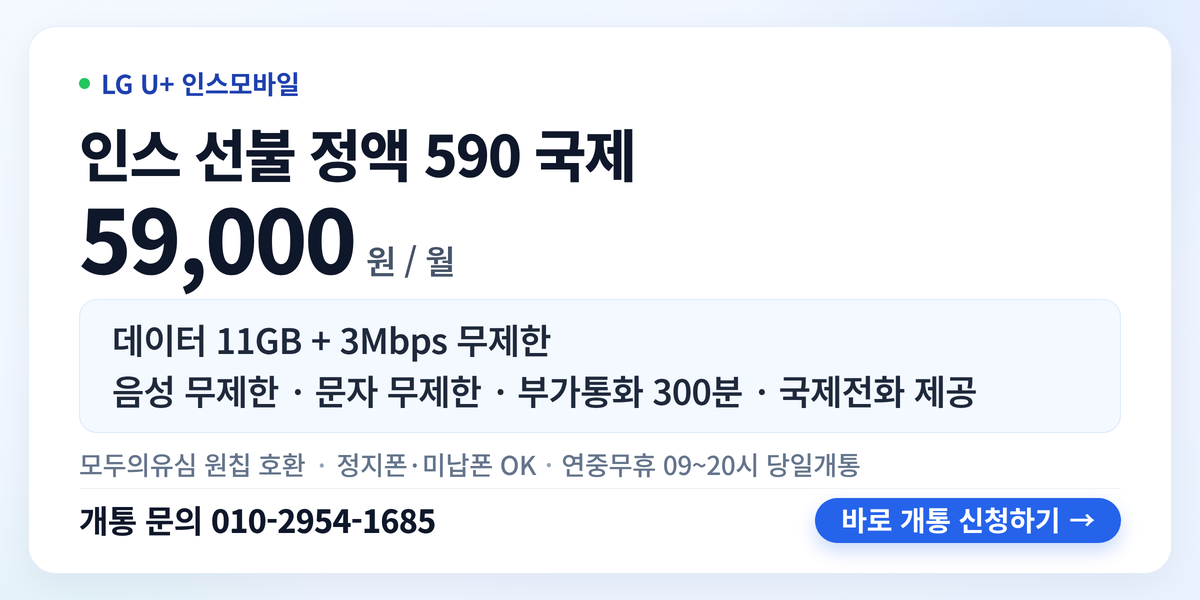 LG U+ 인스모바일
인스 선불 정액 590 국제
59,000 원 / 월
데이터 11GB + 3Mbps 무제한
음성 무제한 · 문자 무제한 · 부가통화 300분 · 국제전화 제공
모두의유심 원칩 호환 · 정지폰·미납폰 OK · 연중무휴 09~20시 당일개통
개통 문의 010-2954-1685
바로 개통 신청하기 →